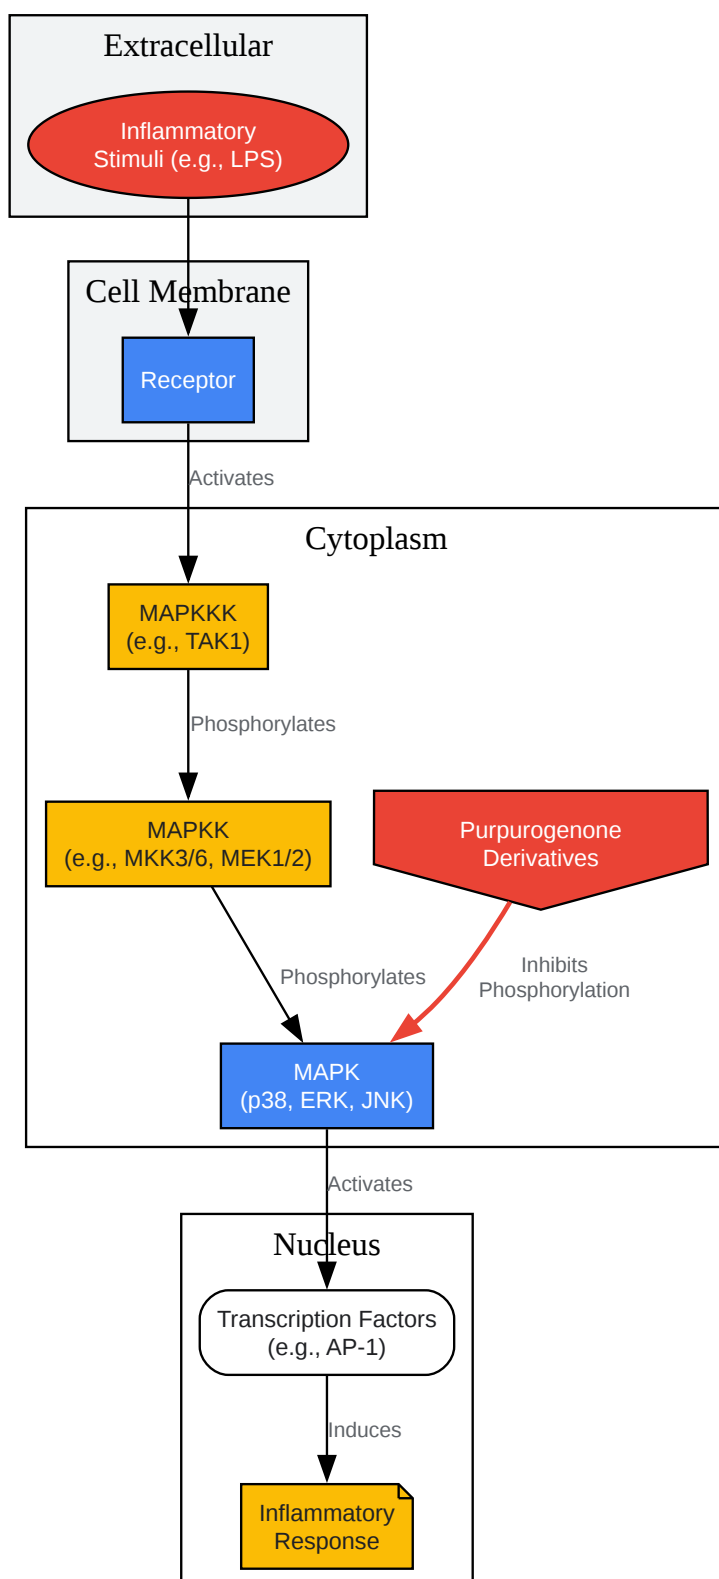 Extracellular
Inflammatory
Stimuli (e.g., LPS)
Cell Membrane
Receptor
Activates
Cytoplasm
MAPKKK
(e.g., TAK1)
Phosphorylates
MAPKK
(e.g., MKK3/6, MEK1/2)
Purpurogenone
Derivatives
Phosphorylates
Inhibits
Phosphorylation
MAPK
(p38, ERK, JNK)
Activates
Nucleus
Transcription Factors
(e.g., AP-1)
Induces
Inflammatory
Response